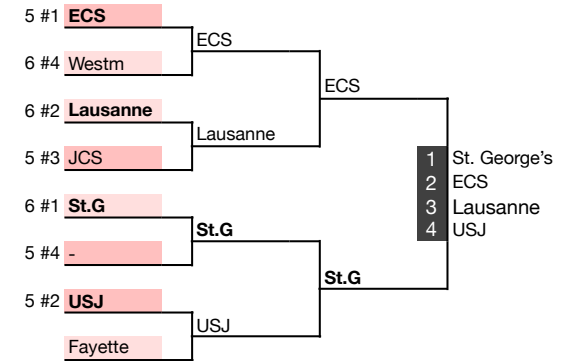 5 #1 ECS
ECS
6 #4 Westm
ECS
6 #2 Lausanne
Lausanne
5 #3 JCS
1 St. George's
2 ECS
3 Lausanne
4 USJ
6 #1 St.G
St.G
5 #4 -
St.G
5 #2 USJ
USJ
Fayette